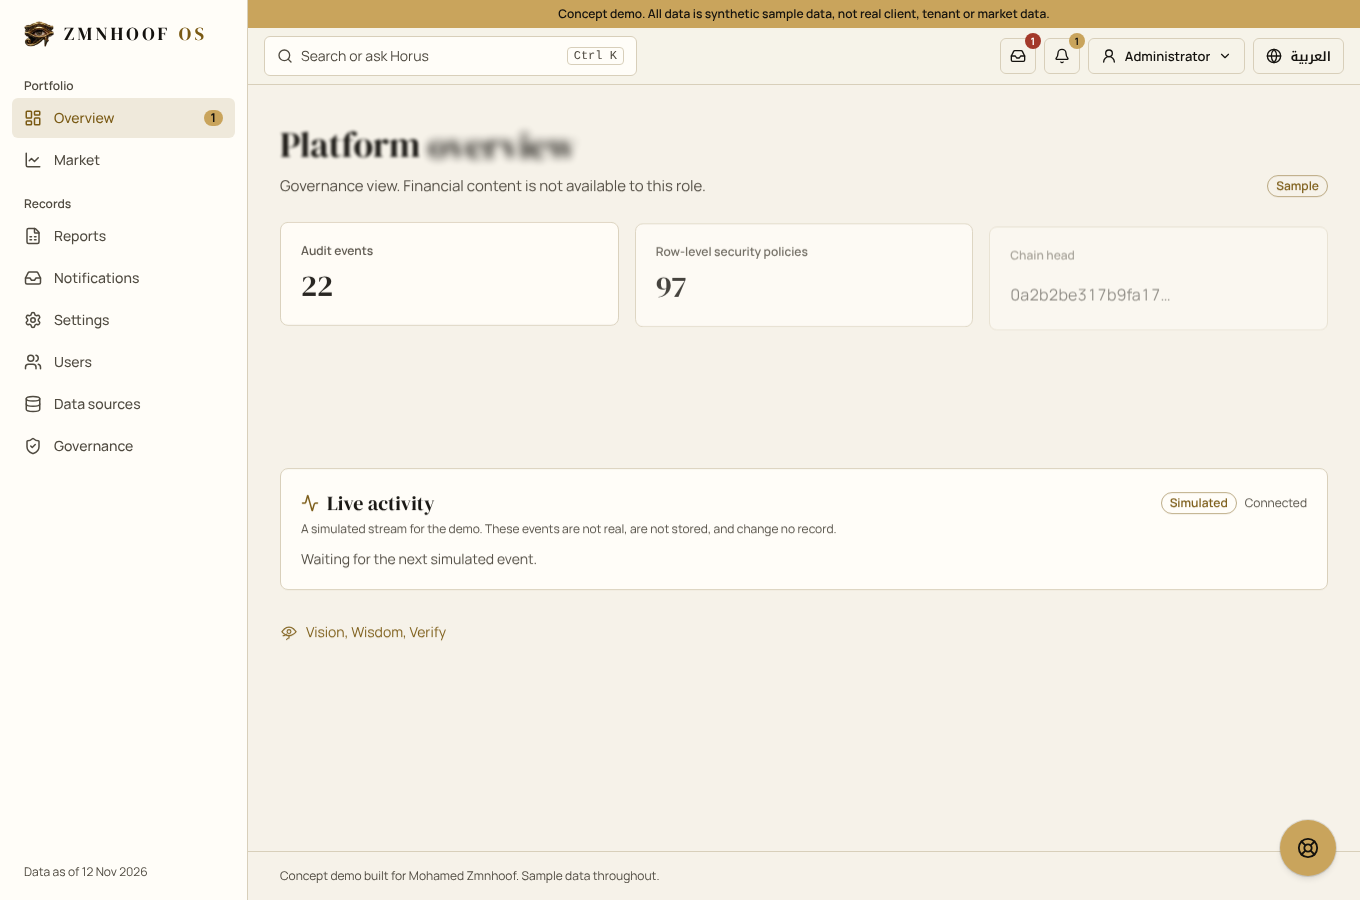 Concept demo. All data is synthetic sample data, not real client, tenant or market data.
ZMNHOOF OS
Search or ask Horus
Ctrl K
1
1
Administrator
العربية
Portfolio
Overview
1
Market
Records
Reports
Notifications
Settings
Users
Data sources
Governance
Data as of 12 Nov 2026
Platform overview
Governance view. Financial content is not available to this role.
Sample
Audit events
22
Row-level security policies
97
Chain head
0a2b2be317b9fa17…
Live activity
Simulated
Connected
A simulated stream for the demo. These events are not real, are not stored, and change no record.
Waiting for the next simulated event.
Vision, Wisdom, Verify
Concept demo built for Mohamed Zmnhoof. Sample data throughout.